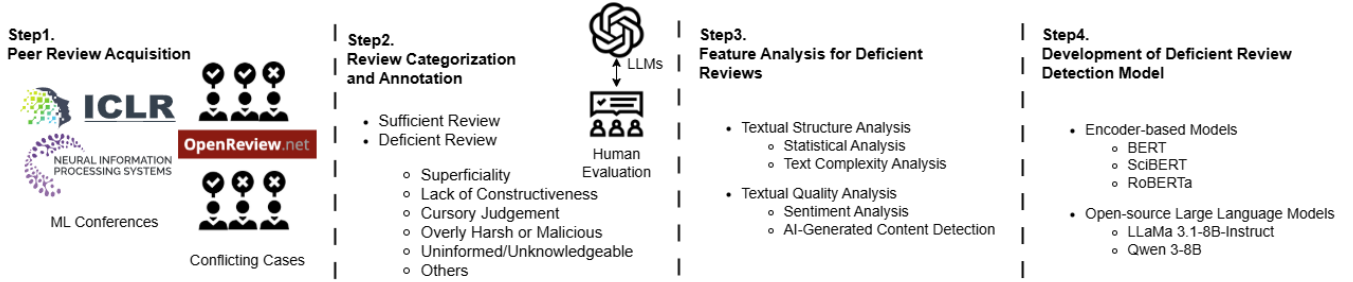 Step1.
Peer Review Acquisition
ICLR
NEURAL INFORMATION
PROCESSING SYSTEMS
ML Conferences
OpenReview.net
Conflicting Cases
Step2.
Review Categorization
and Annotation
LLMs
Human
Evaluation
Sufficient Review
Deficient Review
Superficiality
Lack of Constructiveness
Cursory Judgement
Overly Harsh or Malicious
Uninformed/Unknowledgeable
Others
Step3.
Feature Analysis for Deficient
Reviews
Textual Structure Analysis
Statistical Analysis
Text Complexity Analysis
Textual Quality Analysis
Sentiment Analysis
AI-Generated Content Detection
Step4.
Development of Deficient Review
Detection Model
Encoder-based Models
BERT
SciBERT
RoBERTa
Open-source Large Language Models
LLaMa 3.1-8B-Instruct
Qwen 3-8B